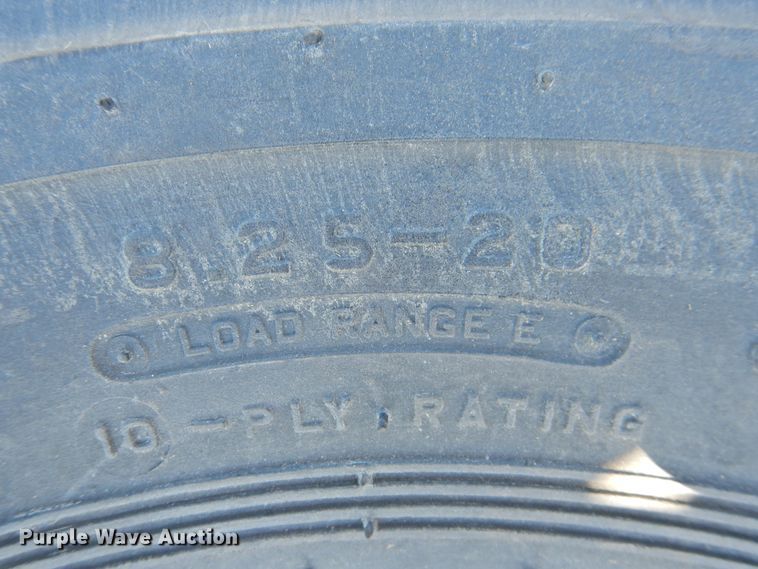 8.25-20
LOAD RANGE E
10-PLY RATING
Purple Wave Auction